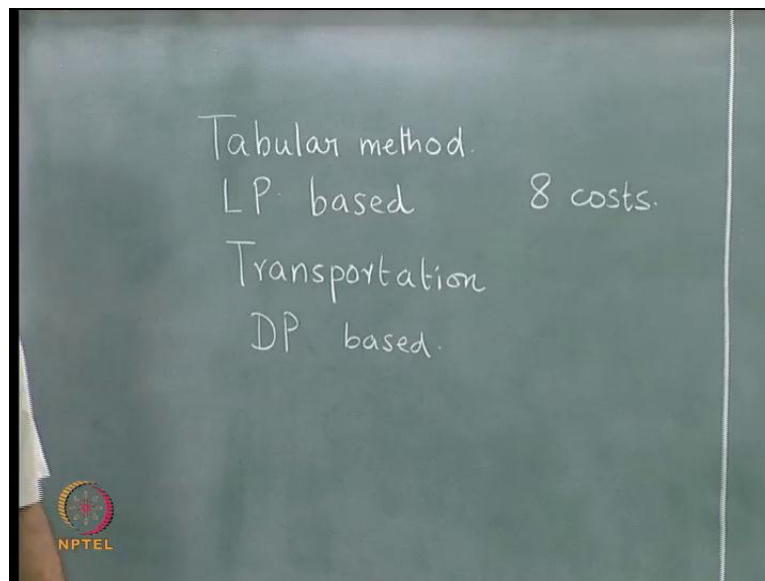 Tabular method.
LP based 8 costs.
Transportation
DP based.
NPTEL